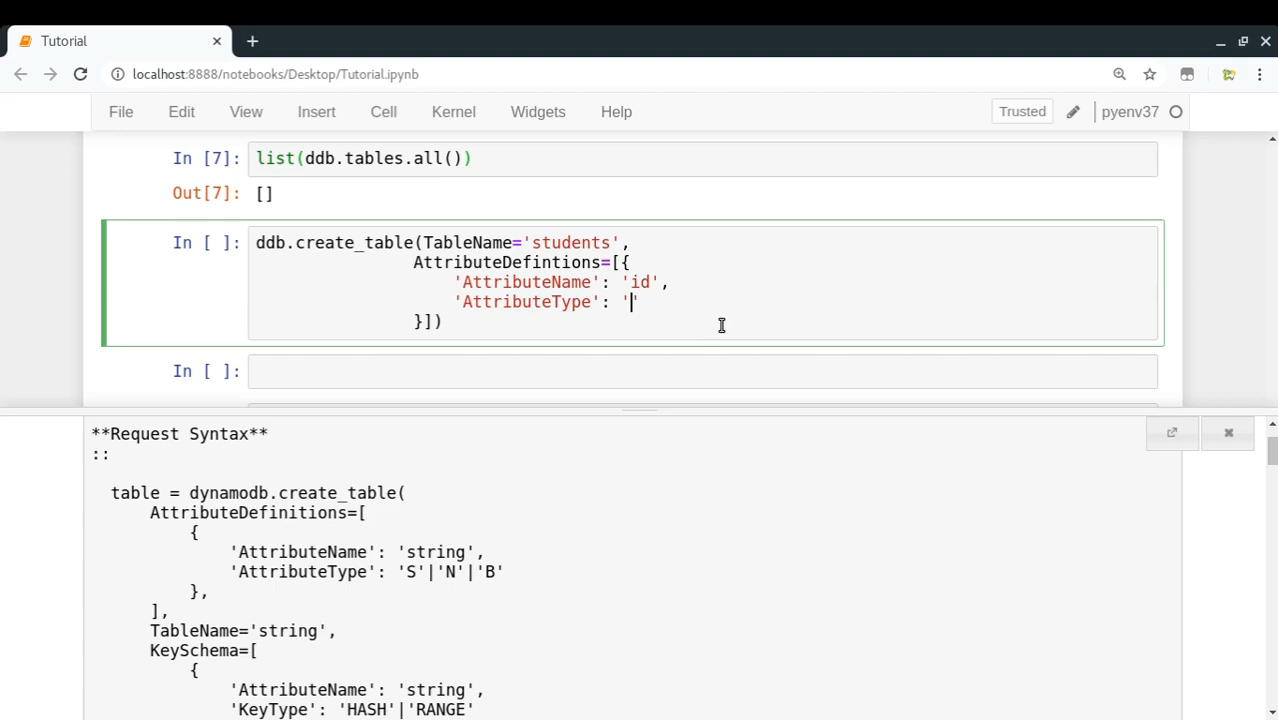 Tutorial
localhost:8888/notebooks/Desktop/Tutorial.ipynb
File Edit View Insert Cell Kernel Widgets Help Trusted pyenv37
In [7]: list(ddb.tables.all())
Out[7]: []
In [ ]: ddb.create_table(TableName='students',
AttributeDefintions=[{
'AttributeName': 'id',
'AttributeType': ''
}])
In [ ]:
**Request Syntax**
::
table = dynamodb.create_table(
AttributeDefinitions=[
{
'AttributeName': 'string',
'AttributeType': 'S'|'N'|'B'
},
],
TableName='string',
KeySchema=[
{
'AttributeName': 'string',
'KeyType': 'HASH'|'RANGE'